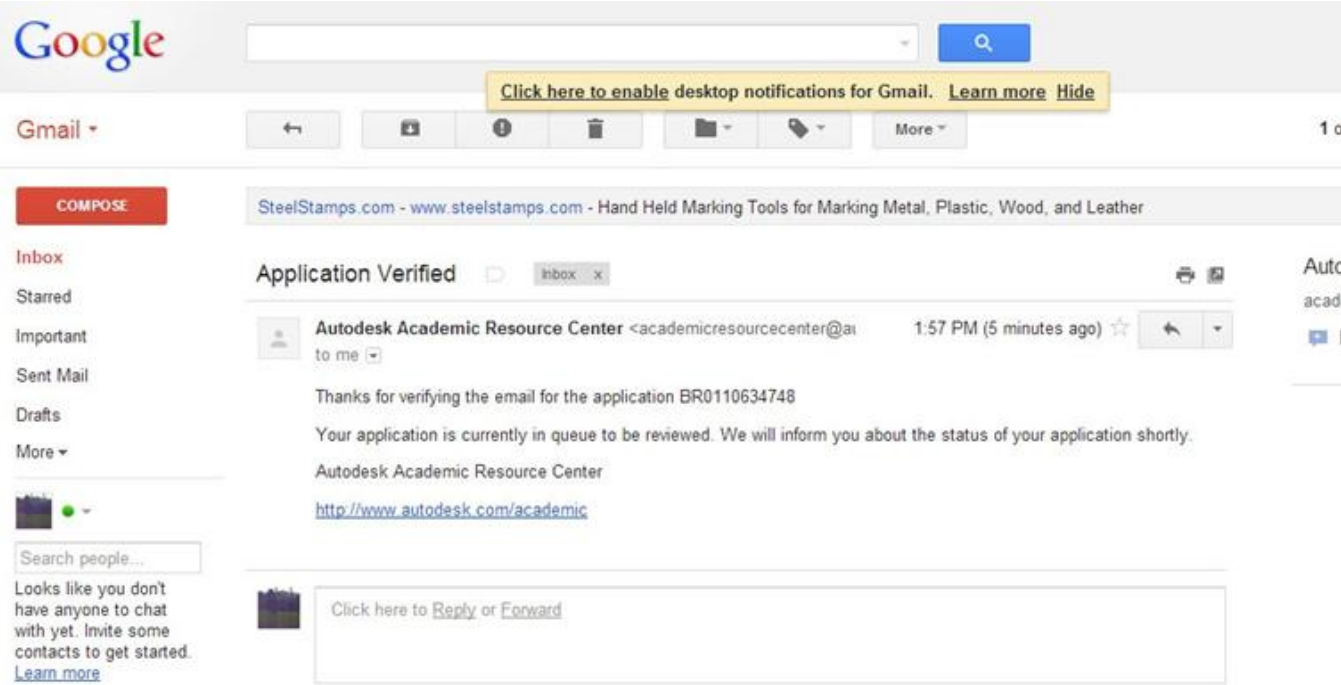 Google
Click here to enable desktop notifications for Gmail. Learn more Hide
Gmail
More
1
COMPOSE
SteelStamps.com - www.steelstamps.com - Hand Held Marking Tools for Marking Metal, Plastic, Wood, and Leather
Inbox
Starred
Important
Sent Mail
Drafts
More
Search people...
Looks like you don't
have anyone to chat
with yet. Invite some
contacts to get started.
Learn more
Application Verified
Inbox x
Autodesk Academic Resource Center <academicresourcecenter@au 1:57 PM (5 minutes ago)
to me
Thanks for verifying the email for the application BR0110634748
Your application is currently in queue to be reviewed. We will inform you about the status of your application shortly.
Autodesk Academic Resource Center
http://www.autodesk.com/academic
Click here to Reply or Forward
Auto
acad